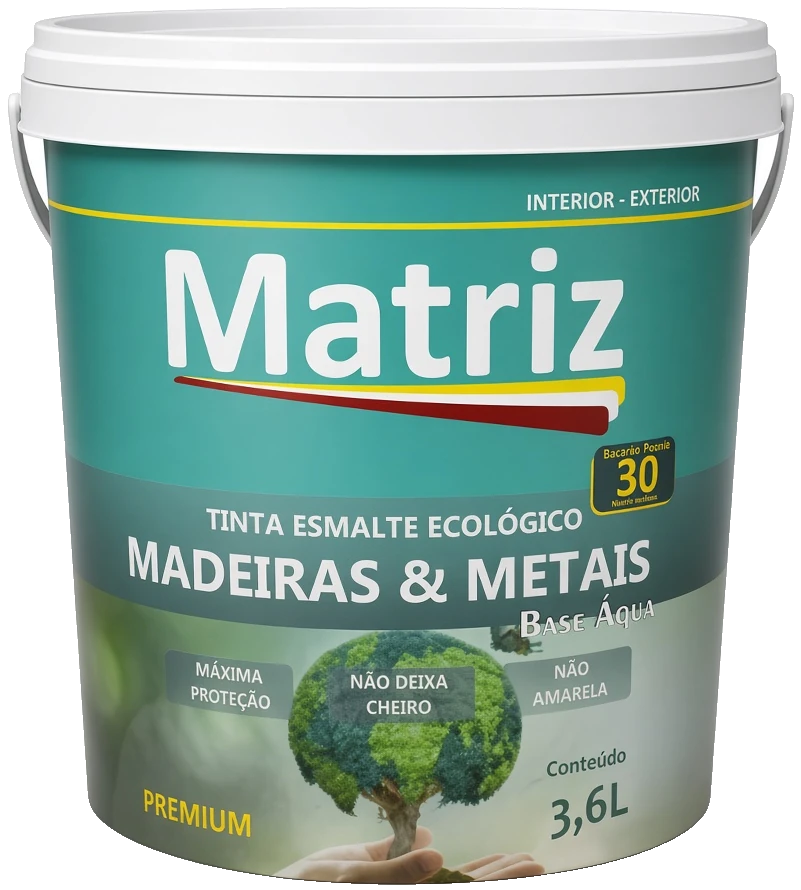 INTERIOR - EXTERIOR
Matriz
30
TINTA ESMALTE ECOLÓGICO
MADEIRAS & METAIS
BASE ÁQUA
MÁXIMA
PROTEÇÃO
NÃO DEIXA
CHEIRO
NÃO
AMARELA
Conteúdo
3,6L
PREMIUM